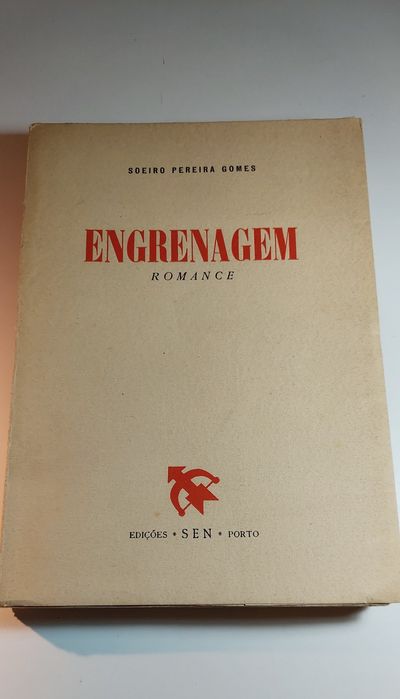 SOEIRO PEREIRA GOMES
ENGRENAGEM
ROMANCE
EDIÇÕES * SEN * PORTO